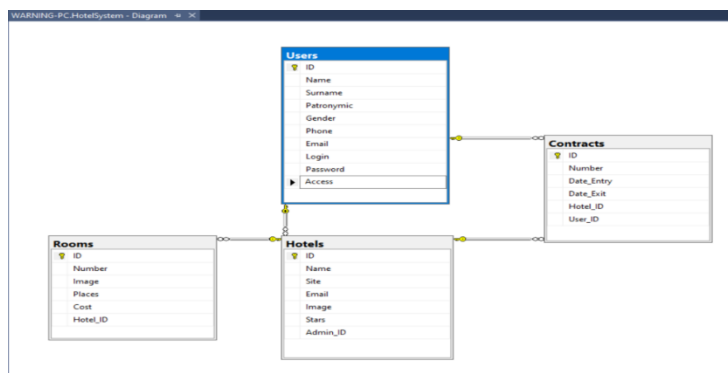 WARNING-PC.HotelSystem - Diagram
Users
ID
Name
Surname
Patronymic
Gender
Phone
Email
Login
Password
Access
Contracts
ID
Number
Date_Entry
Date_Exit
Hotel_ID
User_ID
Rooms
ID
Number
Image
Places
Cost
Hotel_ID
Hotels
ID
Name
Site
Email
Image
Stars
Admin_ID